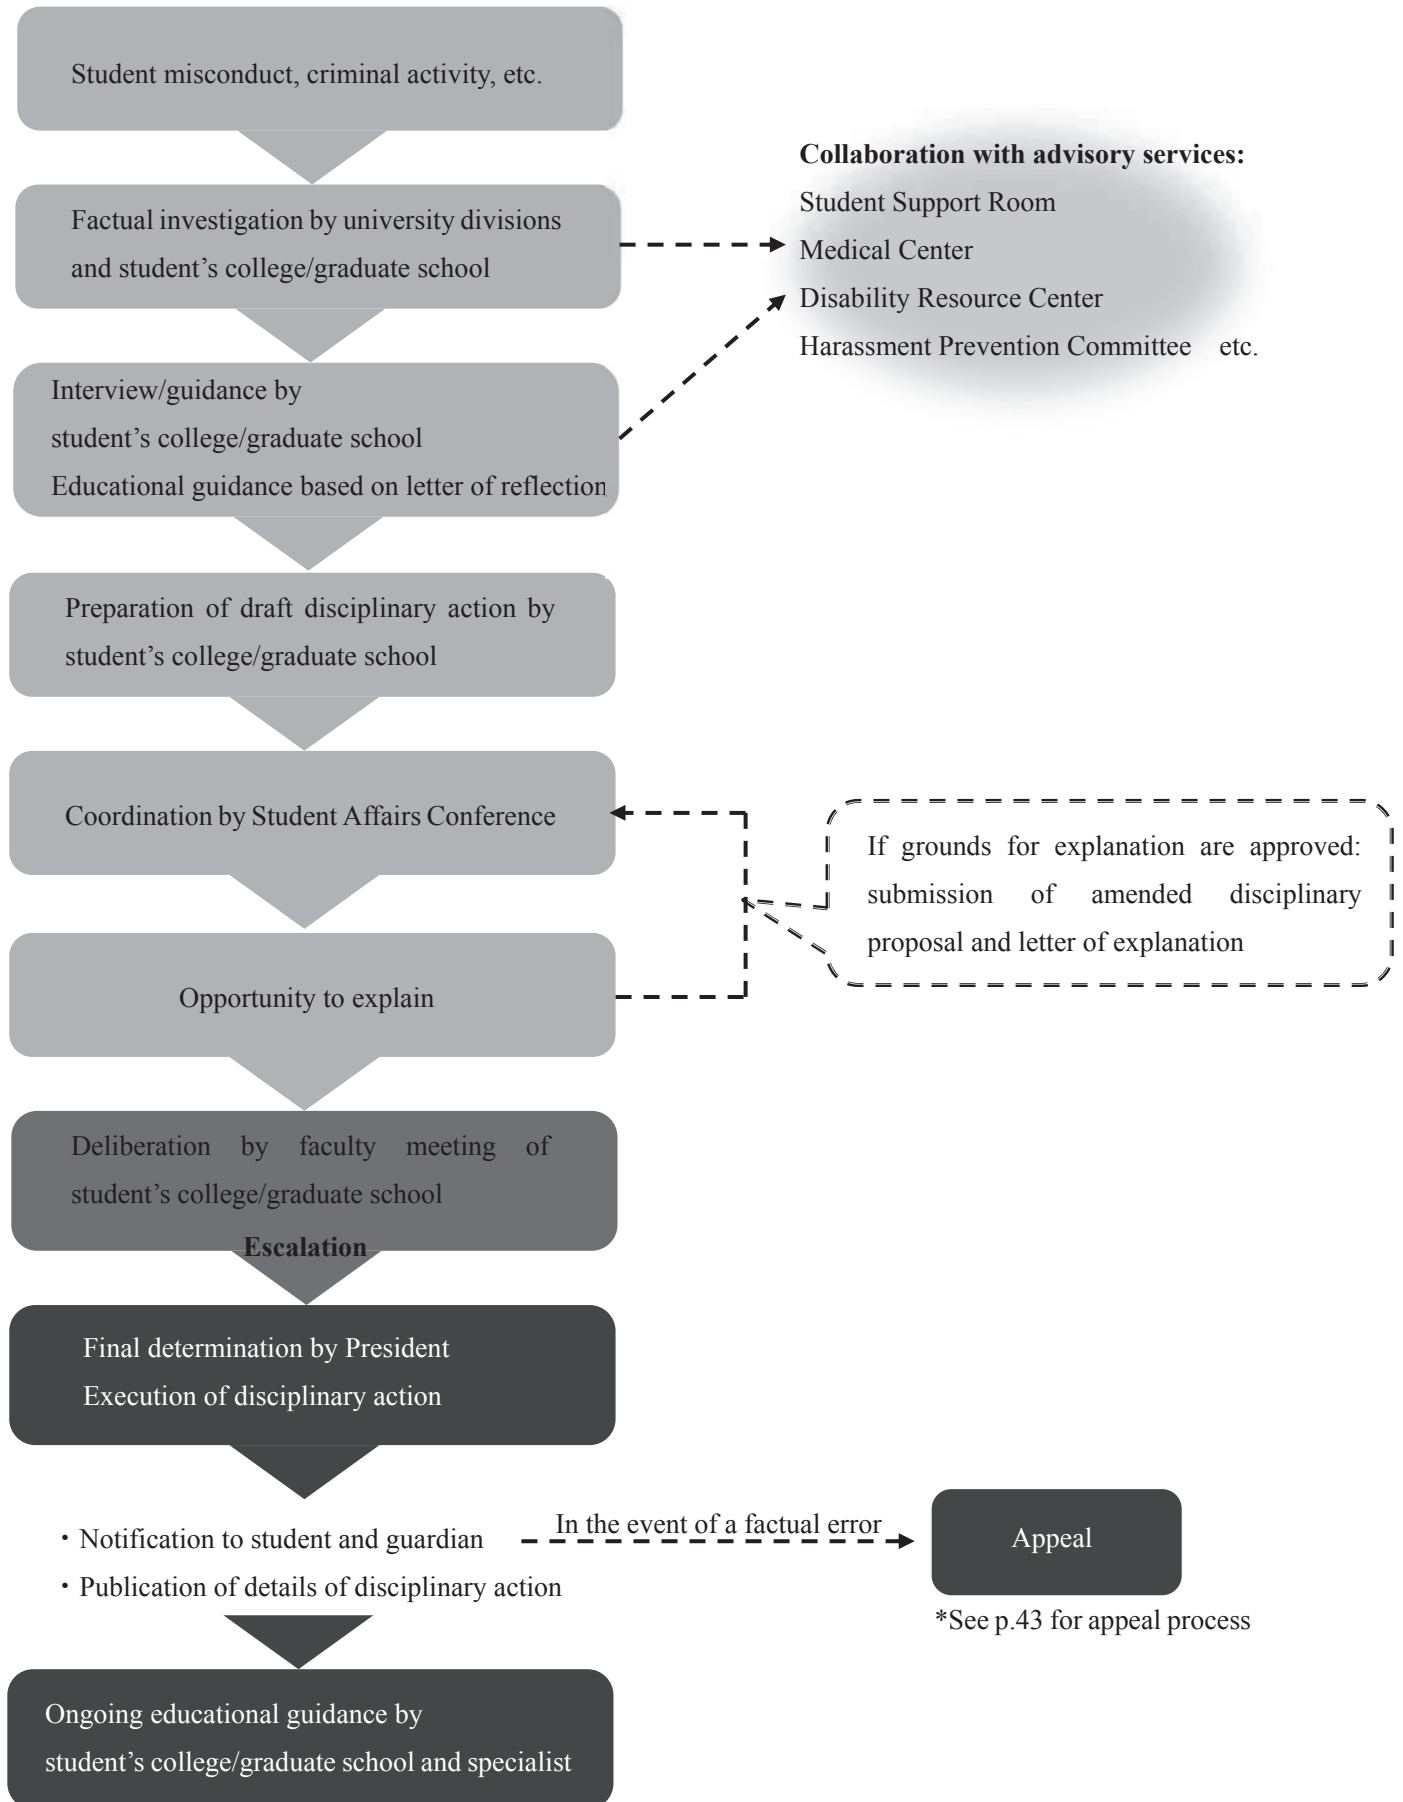 Student misconduct, criminal activity, etc.
Factual investigation by university divisions
and student's college/graduate school
Collaboration with advisory services:
Student Support Room
Medical Center
Disability Resource Center
Harassment Prevention Committee etc.
Interview/guidance by
student's college/graduate school
Educational guidance based on letter of reflection
Preparation of draft disciplinary action by
student's college/graduate school
Coordination by Student Affairs Conference
If grounds for explanation are approved:
submission of amended disciplinary
proposal and letter of explanation
Opportunity to explain
Deliberation by faculty meeting of
student's college/graduate school
Escalation
Final determination by President
Execution of disciplinary action
・Notification to student and guardian
・Publication of details of disciplinary action
In the event of a factual error
Appeal
*See p.43 for appeal process
Ongoing educational guidance by
student's college/graduate school and specialist